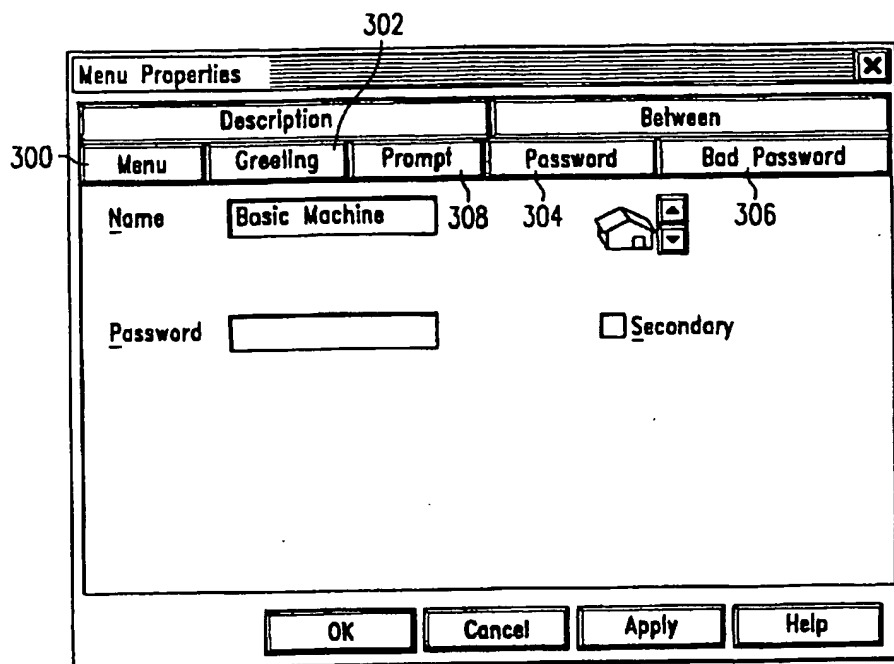 302
Menu Properties
Description Between
300 Menu Greeting Prompt Password Bad Password
Name Basic Machine 308 304 306
Password Secondary
OK Cancel Apply Help